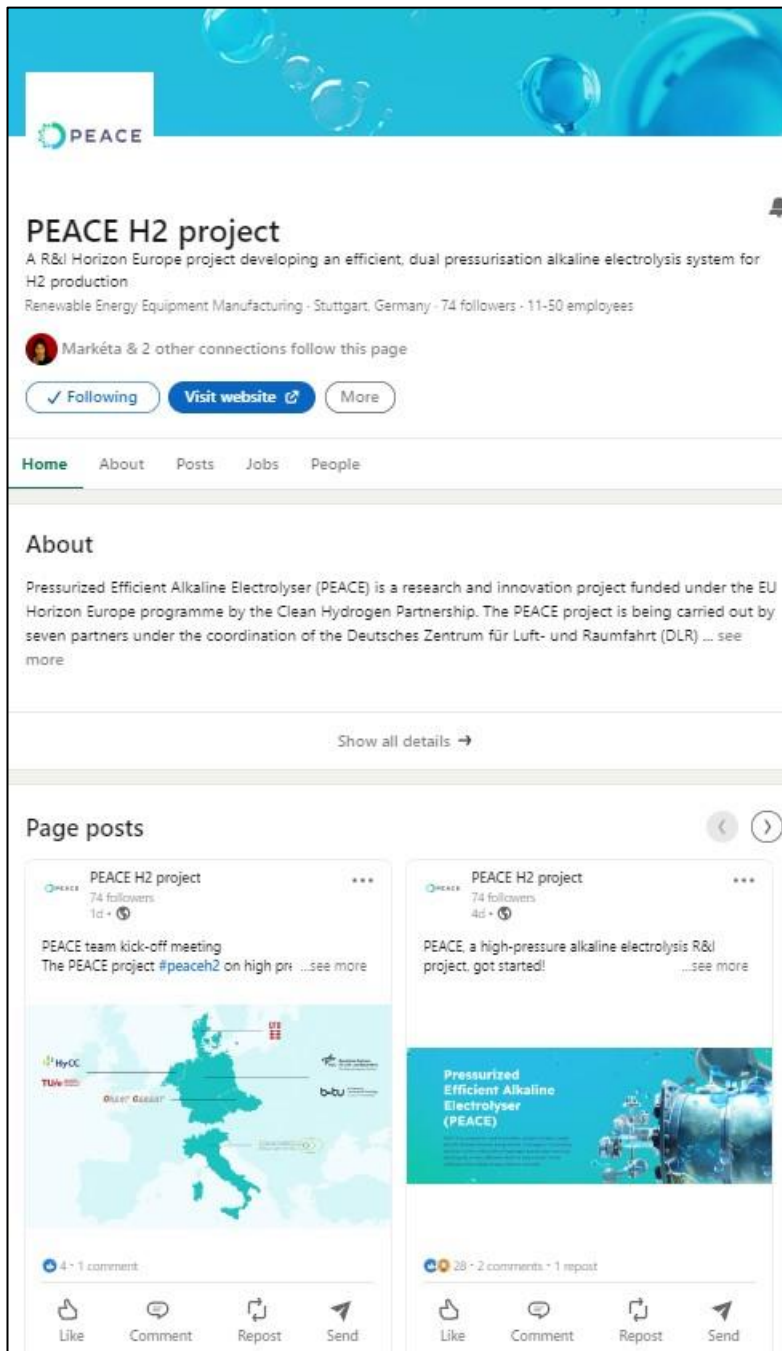 PEACE
PEACE H2 project
A R&I Horizon Europe project developing an efficient, dual pressurisation alkaline electrolysis system for
H2 production
Renewable Energy Equipment Manufacturing · Stuttgart, Germany · 74 followers · 11-50 employees
Markéta & 2 other connections follow this page
Following Visit website More
Home About Posts Jobs People
About
Pressurized Efficient Alkaline Electrolyser (PEACE) is a research and innovation project funded under the EU
Horizon Europe programme by the Clean Hydrogen Partnership. The PEACE project is being carried out by
seven partners under the coordination of the Deutsches Zentrum für Luft- und Raumfahrt (DLR) ... see
more
Show all details →
Page posts
PEACE
PEACE H2 project
74 followers
1d •
PEACE team kick-off meeting
The PEACE project #peaceh2 on high pre ...see more
DTU
HyCC
TU/e
DLR
b-tu
4 · 1 comment
Like Comment Repost Send
PEACE
PEACE H2 project
74 followers
4d •
PEACE, a high-pressure alkaline electrolysis R&I
project, got started! ...see more
Pressurized
Efficient Alkaline
Electrolyser
(PEACE)
28 · 2 comments · 1 repost
Like Comment Repost Send